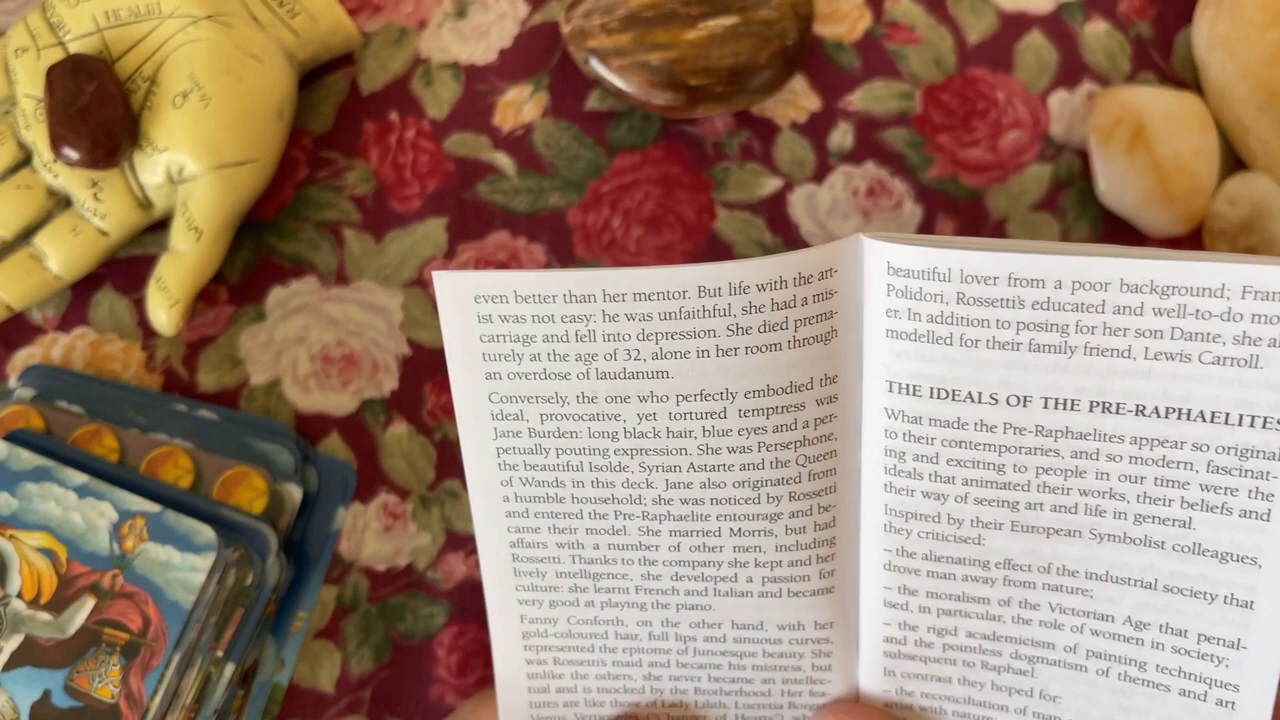 HEALTH
even better than her mentor. But life with the art-
ist was not easy: he was unfaithful, she had a mis-
carriage and fell into depression. She died prema-
turely at the age of 32, alone in her room through
an overdose of laudanum.
Conversely, the one who perfectly embodied the
ideal, provocative, yet tortured temptress was
Jane Burden: long black hair, blue eyes and a per-
petually pouting expression. She was Persephone,
the beautiful Isolde, Syrian Astarte and the Queen
of Wands in this deck. Jane also originated from
a humble household; she was noticed by Rossetti
and entered the Pre-Raphaelite entourage and be-
came their model. She married Morris, but had
affairs with a number of other men, including
Rossetti. Thanks to the company she kept and her
lively intelligence, she developed a passion for
culture: she learnt French and Italian and became
very good at playing the piano.
Fanny Conforth, on the other hand, with her
gold-coloured hair, full lips and sinuous curves,
represented the epitome of Junoesque beauty. She
was Rossetti's maid and became his mistress, but
unlike the others, she never became an intellec-
tual and is mocked by the Brotherhood. Her fea-
tures are like those of Lady Lilith, Lucretia
beautiful lover from a poor background;
Polidori, Rossetti's educated and well-to-do
er. In addition to posing for her son Dante, she
modelled for their family friend, Lewis Carroll.
THE IDEALS OF THE PRE-RAPHAELITES
What made the Pre-Raphaelites appear so original
to their contemporaries, and so modern, fascinat-
ing and exciting to people in our time were the
ideals that animated their works, their beliefs and
their way of seeing art and life in general.
Inspired by their European Symbolist colleagues,
they criticised:
– the alienating effect of the industrial society that
drove man away from nature;
– the moralism of the Victorian Age that penal-
ised, in particular, the role of women in society;
– the rigid academicism of painting techniques
and the pointless dogmatism of themes and art
subsequent to Raphael.
In contrast they hoped for:
– the reconciliation of man